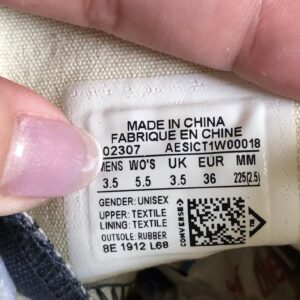 MADE IN CHINA
FABRIQUE EN CHINE
02307 AESICT1W00018
MENS WO'S UK EUR MM
3.5 5.5 3.5 36 225(2.5)
GENDER: UNISEX
UPPER: TEXTILE
LINING: TEXTILE
OUTSOLE: RUBBER
8E 1912 L68
CONVERSE